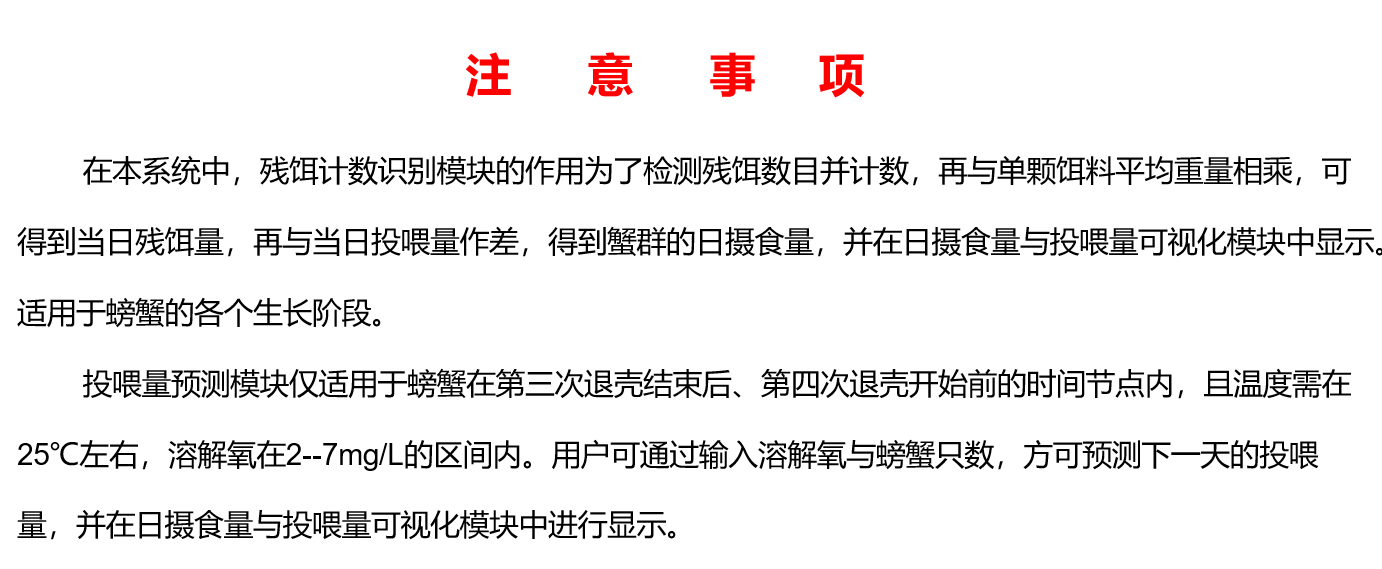 注 意 事 项
在本系统中，残饵计数识别模块的作用为了检测残饵数目并计数，再与单颗饵料平均重量相乘，可
得到当日残饵量，再与当日投喂量作差，得到蟹群的日摄食量，并在日摄食量与投喂量可视化模块中显示。
适用于螃蟹的各个生长阶段。
投喂量预测模块仅适用于螃蟹在第三次退壳结束后、第四次退壳开始前的时间节点内，且温度需在
25℃左右，溶解氧在2--7mg/L的区间内。用户可通过输入溶解氧与螃蟹只数，方可预测下一天的投喂
量，并在日摄食量与投喂量可视化模块中进行显示。